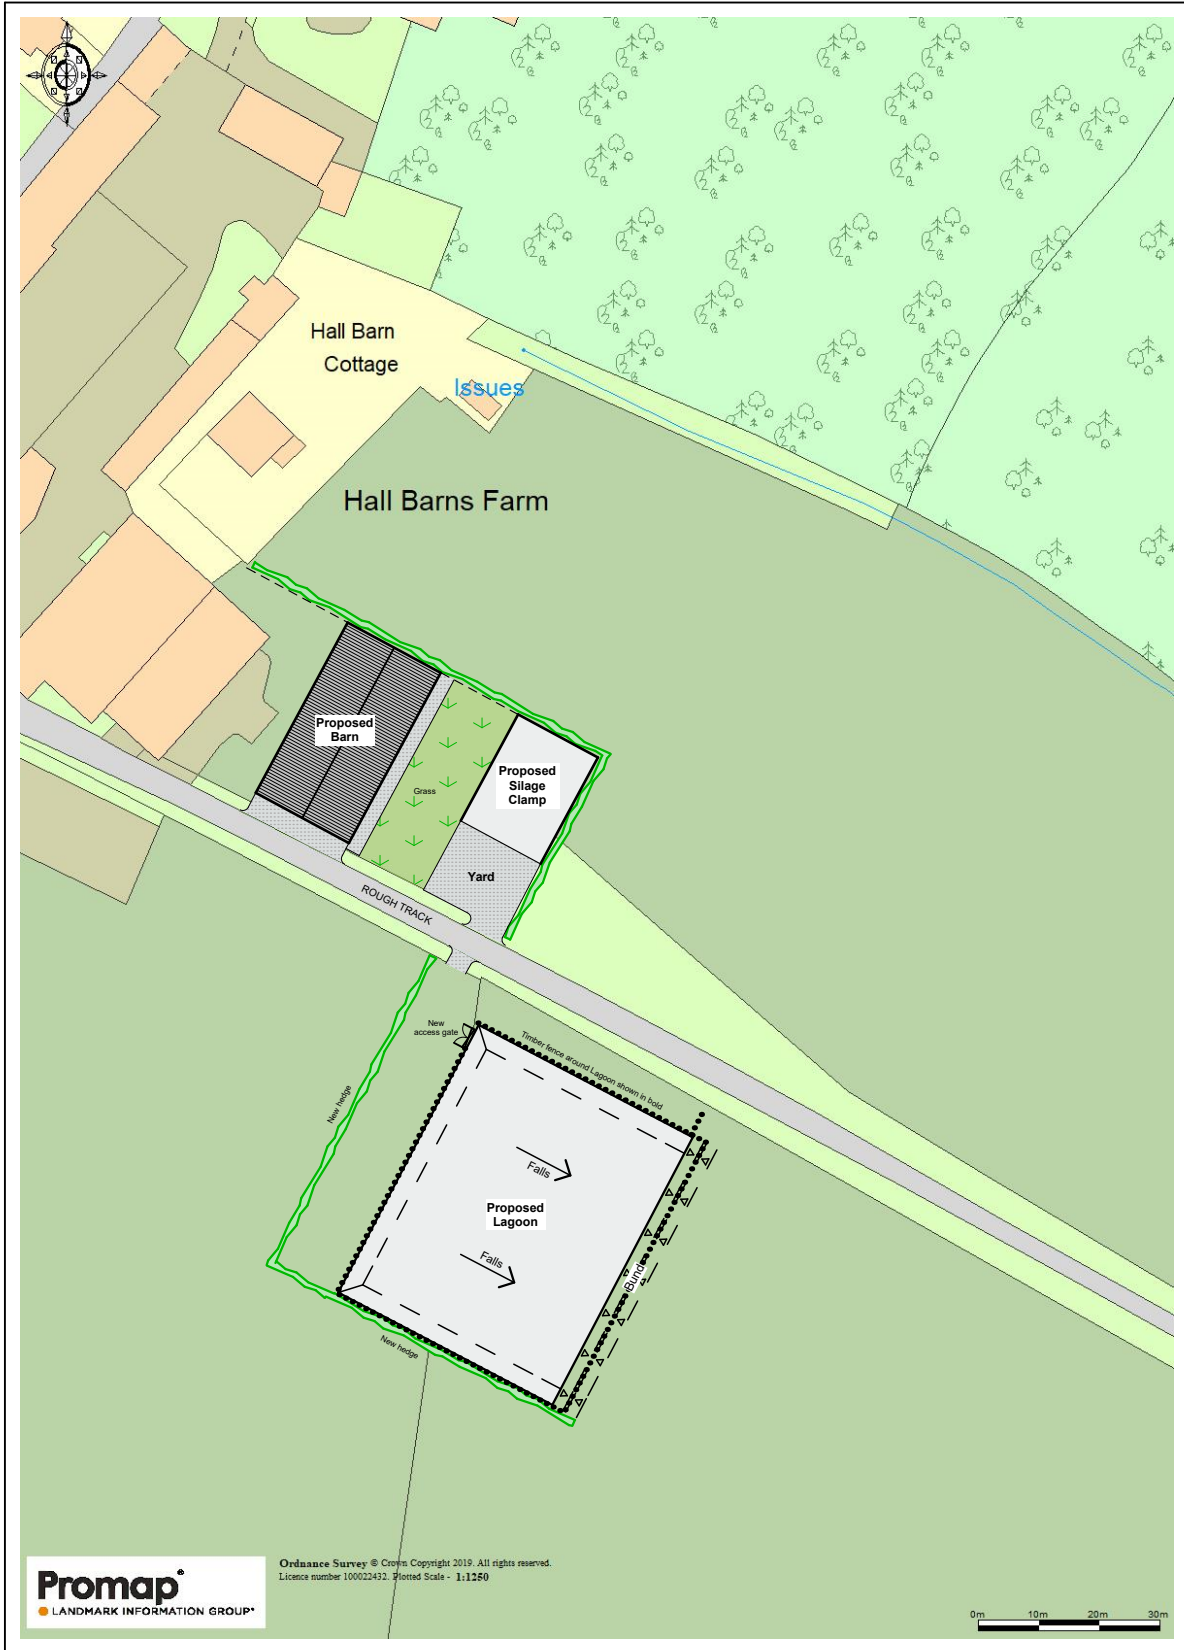 Hall Barn
Cottage
Issues
Hall Barns Farm
Proposed
Barn
Grass
Proposed
Silage
Clamp
Yard
ROUGH TRACK
New
access gate
Timber fence around Lagoon shown in bold
New hedge
Falls
Proposed
Lagoon
Falls
Bund
New hedge
Promap
LANDMARK INFORMATION GROUP
Ordnance Survey © Crown Copyright 2019. All rights reserved.
Licence number 100022432. Plotted Scale - 1:1250
0m 10m 20m 30m